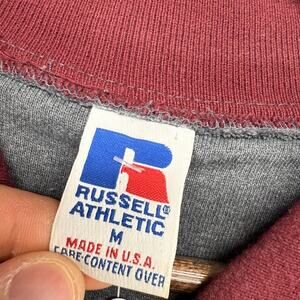 R
RUSSELL®
ATHLETIC
M
MADE IN U.S.A.
CARE·CONTENT OVER